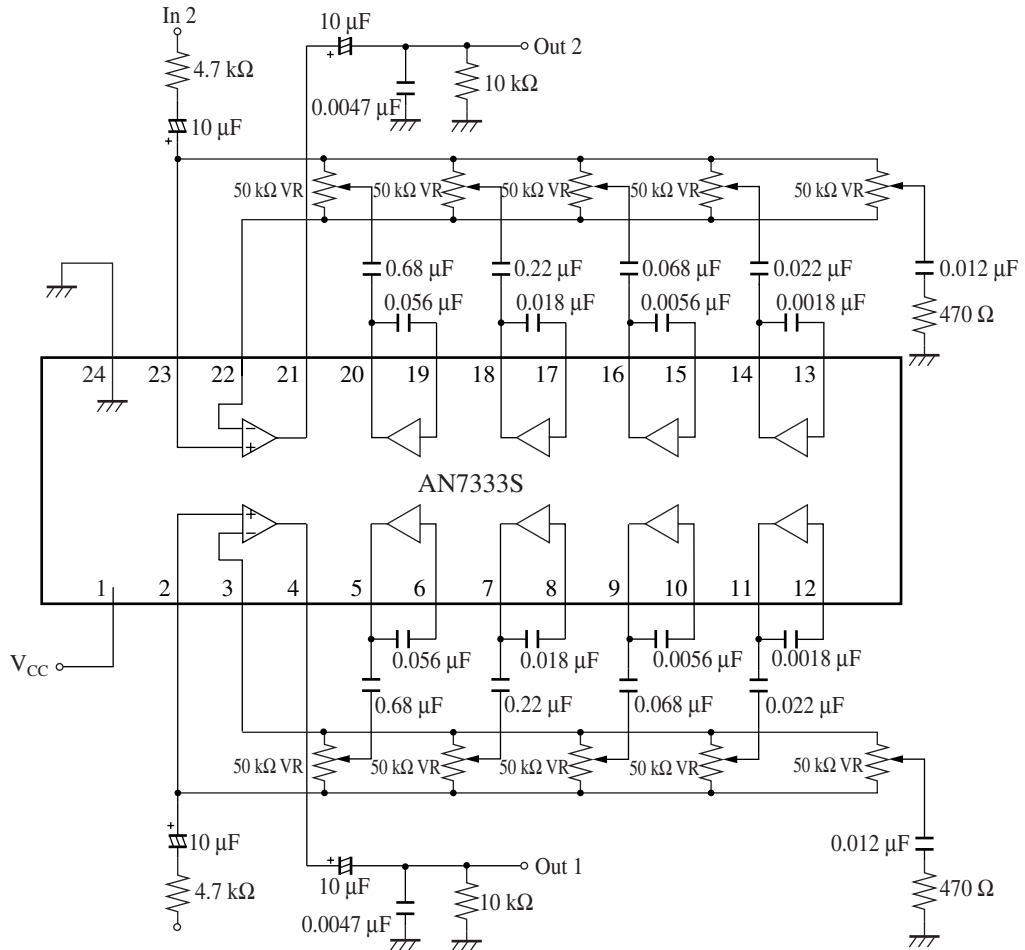 In 2
10 µF
Out 2
4.7 kΩ
0.0047 µF
10 kΩ
10 µF
+
+
50 kΩ VR
50 kΩ VR
50 kΩ VR
50 kΩ VR
50 kΩ VR
0.68 µF
0.22 µF
0.068 µF
0.022 µF
0.012 µF
0.056 µF
0.018 µF
0.0056 µF
0.0018 µF
470 Ω
24 23 22 21 20 19 18 17 16 15 14 13
−
+
AN7333S
+
−
1 2 3 4 5 6 7 8 9 10 11 12
VCC
0.056 µF
0.018 µF
0.0056 µF
0.0018 µF
0.68 µF
0.22 µF
0.068 µF
0.022 µF
50 kΩ VR
50 kΩ VR
50 kΩ VR
50 kΩ VR
50 kΩ VR
+
10 µF
0.012 µF
+
Out 1
10 µF
4.7 kΩ
470 Ω
0.0047 µF
10 kΩ